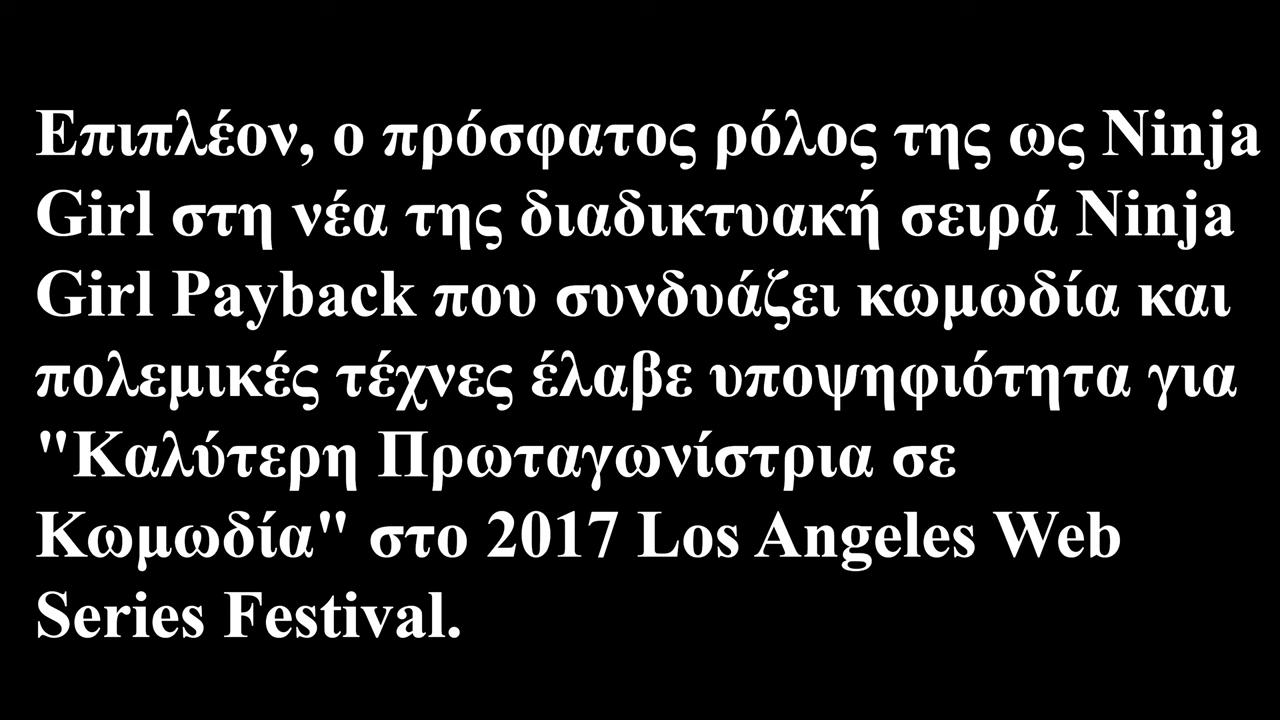 Επιπλέον, ο πρόσφατος ρόλος της ως Ninja
Girl στη νέα της διαδικτυακή σειρά Ninja
Girl Payback που συνδυάζει κωμωδία και
πολεμικές τέχνες έλαβε υποψηφιότητα για
"Καλύτερη Πρωταγωνίστρια σε
Κωμωδία" στο 2017 Los Angeles Web
Series Festival.